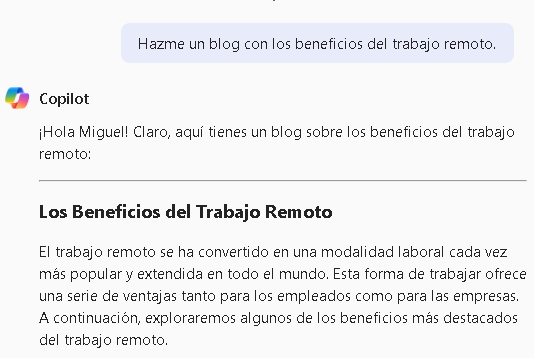 Hazme un blog con los beneficios del trabajo remoto.
Copilot
¡Hola Miguel! Claro, aquí tienes un blog sobre los beneficios del trabajo
remoto:
Los Beneficios del Trabajo Remoto
El trabajo remoto se ha convertido en una modalidad laboral cada vez
más popular y extendida en todo el mundo. Esta forma de trabajar ofrece
una serie de ventajas tanto para los empleados como para las empresas.
A continuación, exploraremos algunos de los beneficios más destacados
del trabajo remoto.